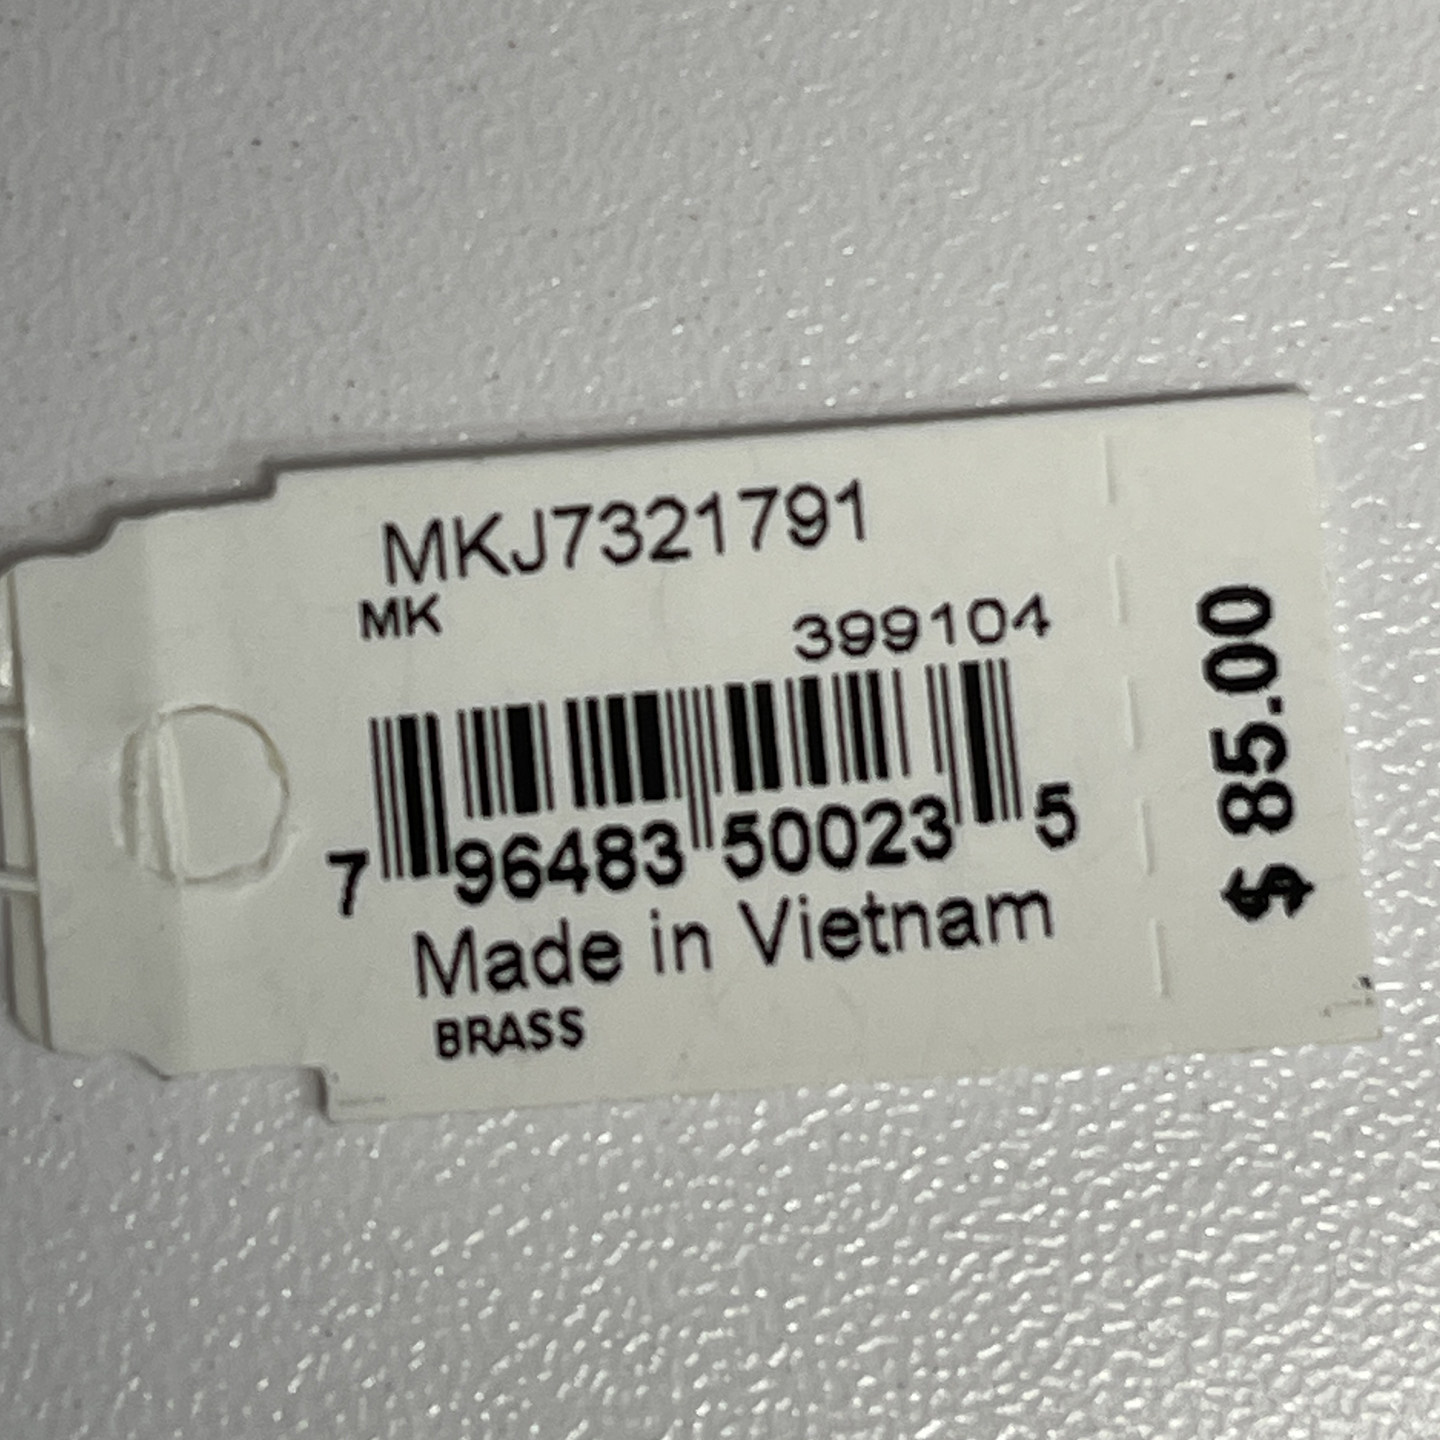 MKJ7321791
MK
399104
7 96483 50023 5
Made in Vietnam
BRASS
$ 85.00